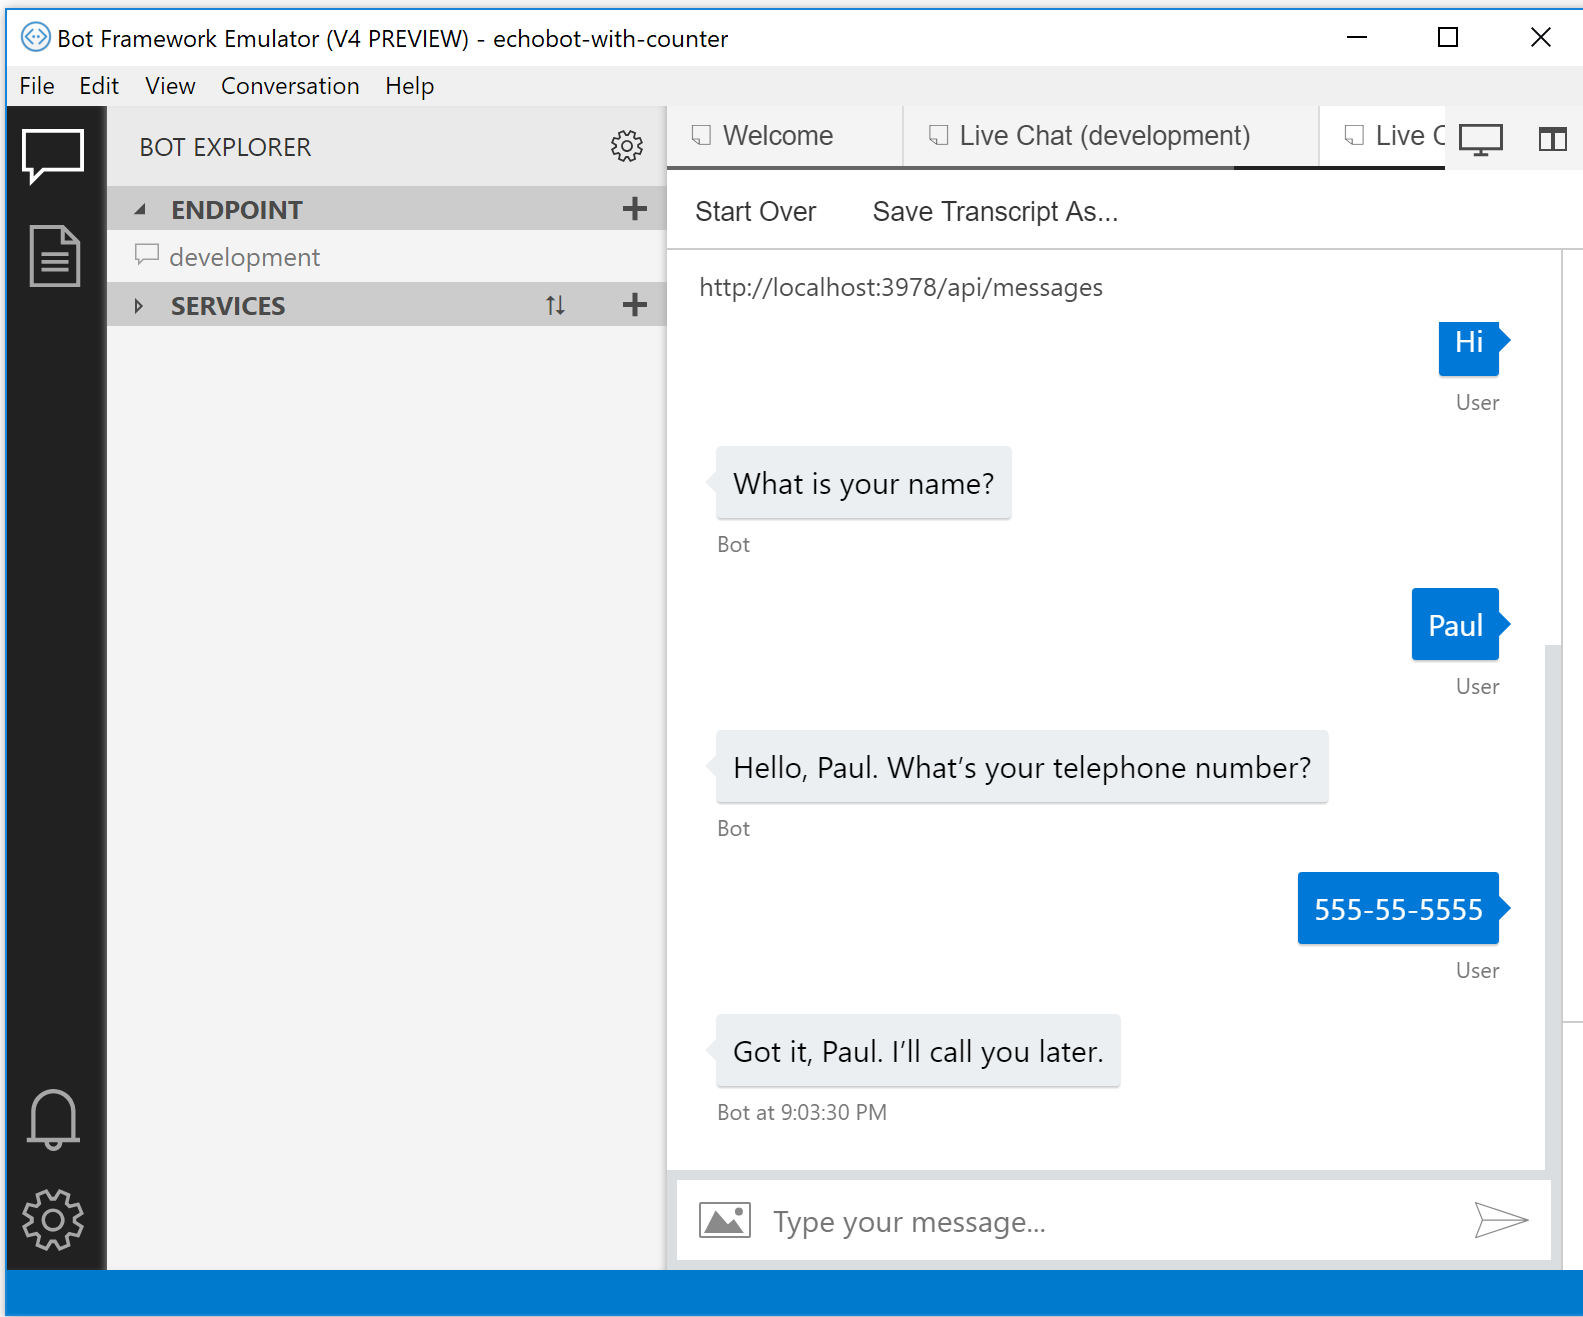 Bot Framework Emulator (V4 PREVIEW) - echobot-with-counter
File Edit View Conversation Help
BOT EXPLORER
ENDPOINT
development
SERVICES
Welcome
Live Chat (development)
Live C
Start Over Save Transcript As...
http://localhost:3978/api/messages
Hi
User
What is your name?
Bot
Paul
User
Hello, Paul. What’s your telephone number?
Bot
555-55-5555
User
Got it, Paul. I’ll call you later.
Bot at 9:03:30 PM
Type your message...